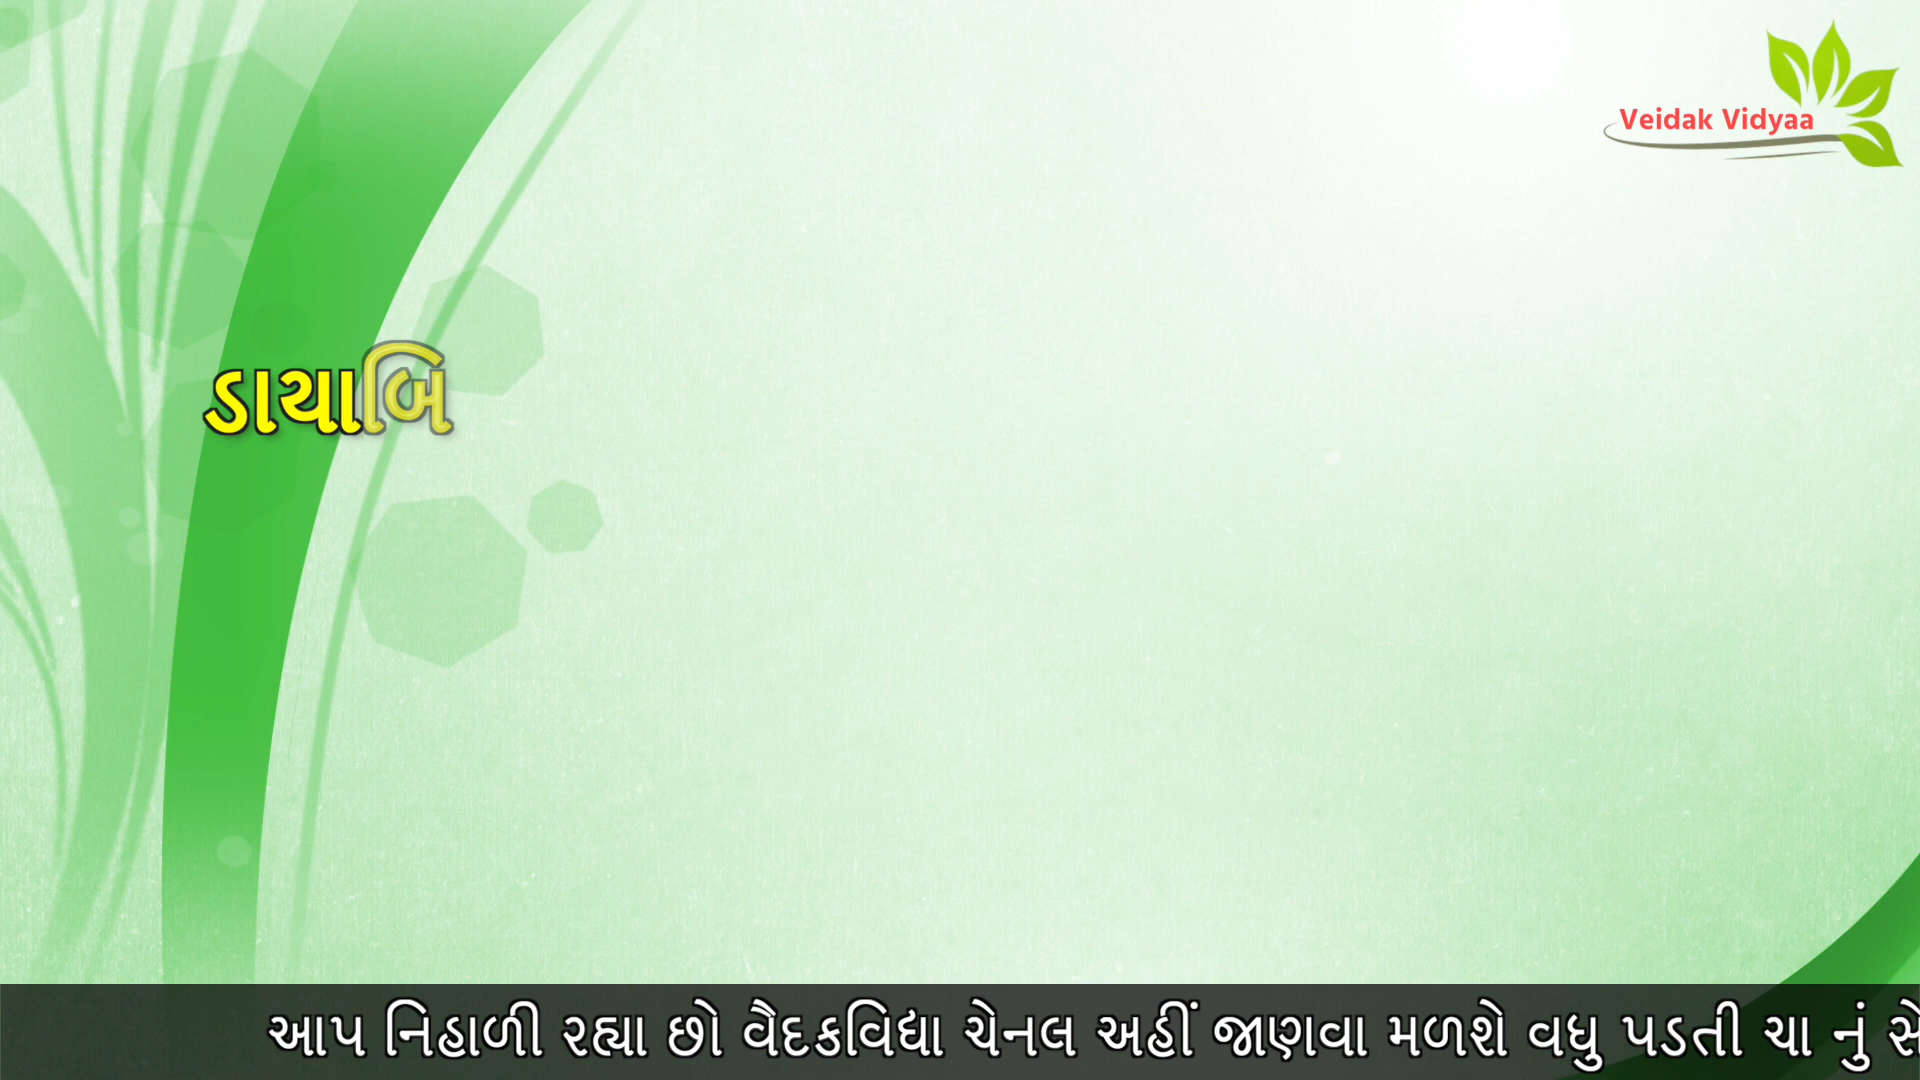 Veidak Vidyaa
ડાયાબિ
આપ નિહાળી રહ્યા છો વૈદકવિદ્યા ચેનલ અહીં જાણવા મળશે વધુ પડતી ચા નું સે